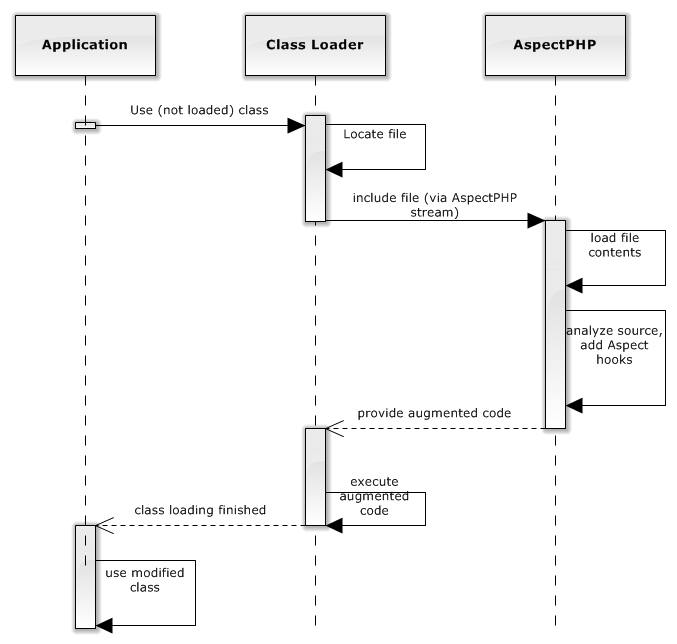 Application
Class Loader
AspectPHP
Use (not loaded) class
Locate file
include file (via AspectPHP
stream)
load file
contents
analyze source,
add Aspect
hooks
provide augmented code
execute
augmented
code
class loading finished
use modified
class